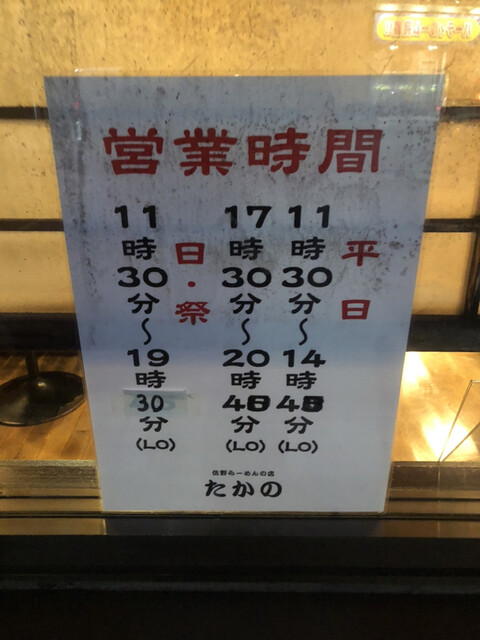 営業時間
平日
11時30分～14時45分(LO)
17時30分～20時45分(LO)
日・祭
11時30分～19時30分(LO)
佐野らーめんの店
たかの